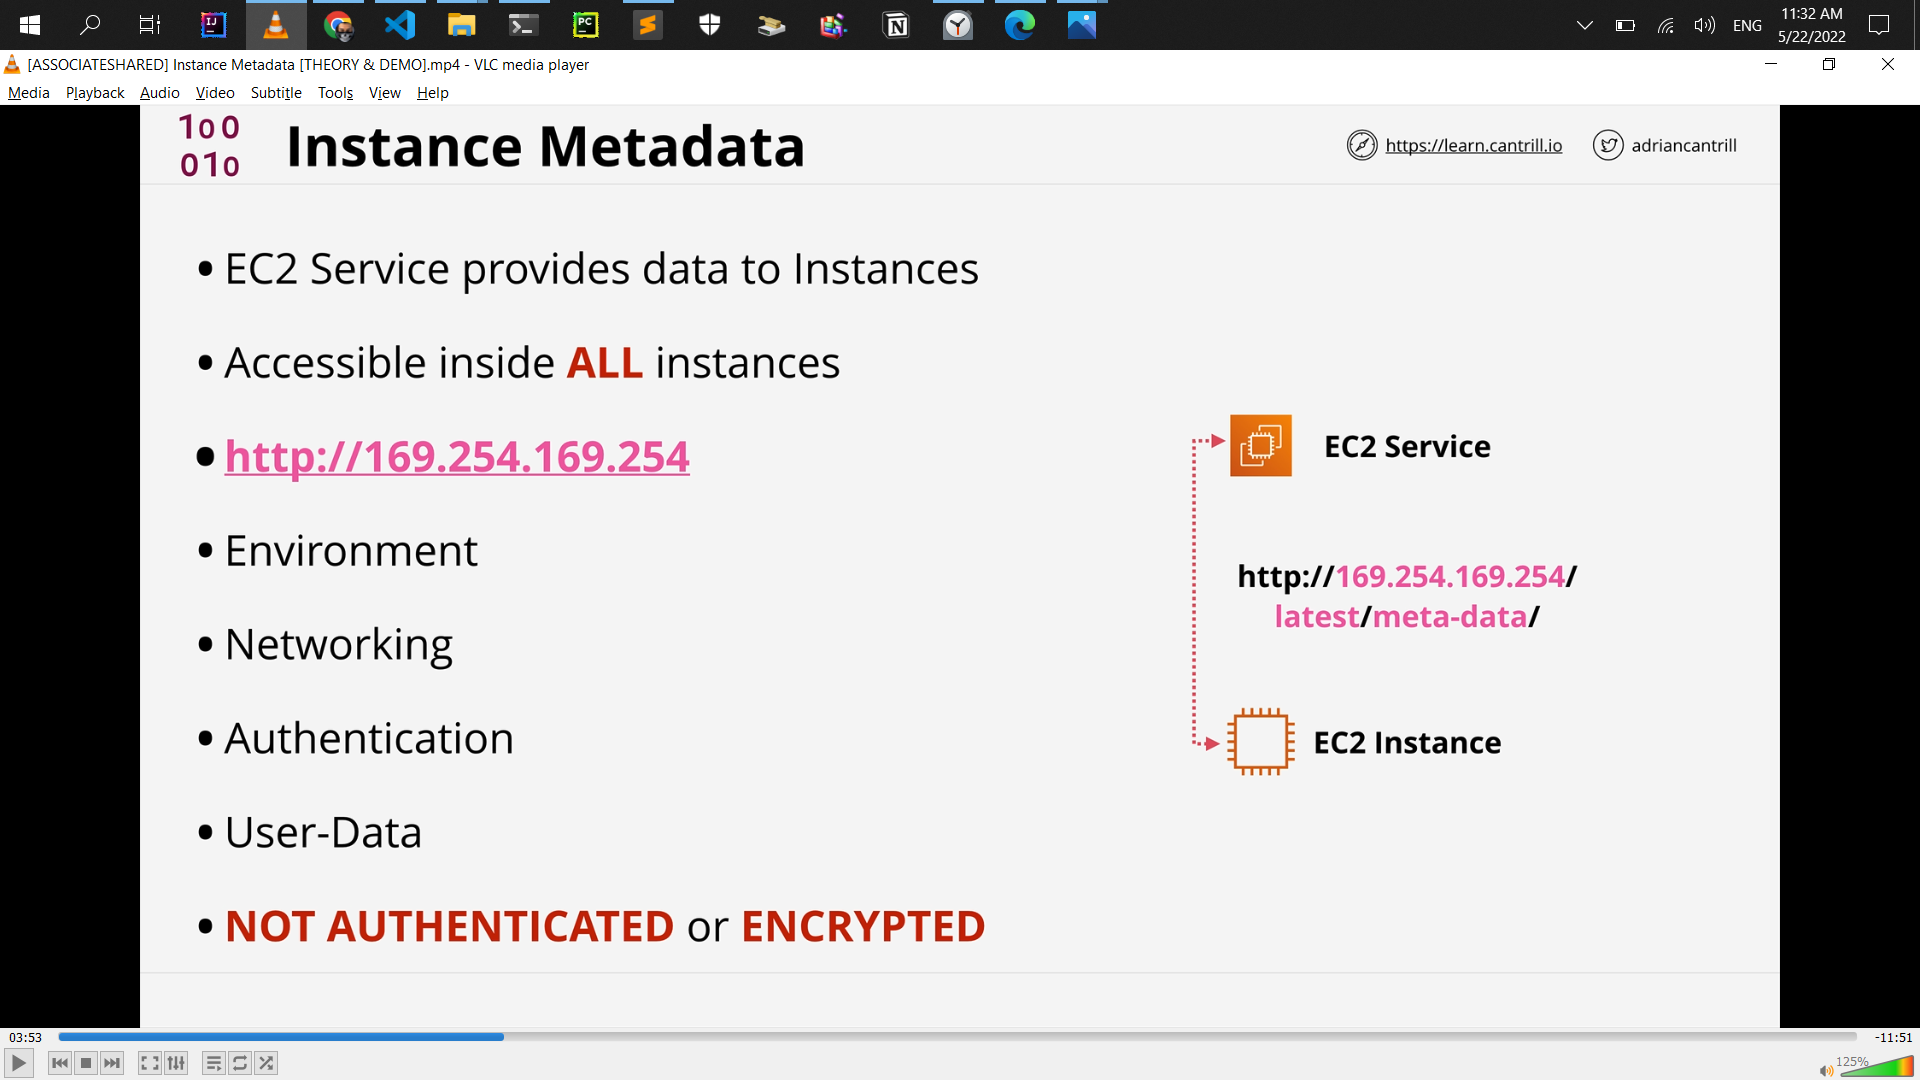 11:32 AM
ENG
5/22/2022
[ASSOCIATESHARED] Instance Metadata [THEORY & DEMO].mp4 - VLC media player
Media Playback Audio Video Subtitle Tools View Help
100
010
Instance Metadata
https://learn.cantrill.io
adriancantrill
• EC2 Service provides data to Instances
• Accessible inside ALL instances
• http://169.254.169.254
• Environment
• Networking
• Authentication
• User-Data
• NOT AUTHENTICATED or ENCRYPTED
EC2 Service
http://169.254.169.254/
latest/meta-data/
EC2 Instance
03:53
-11:51
125%